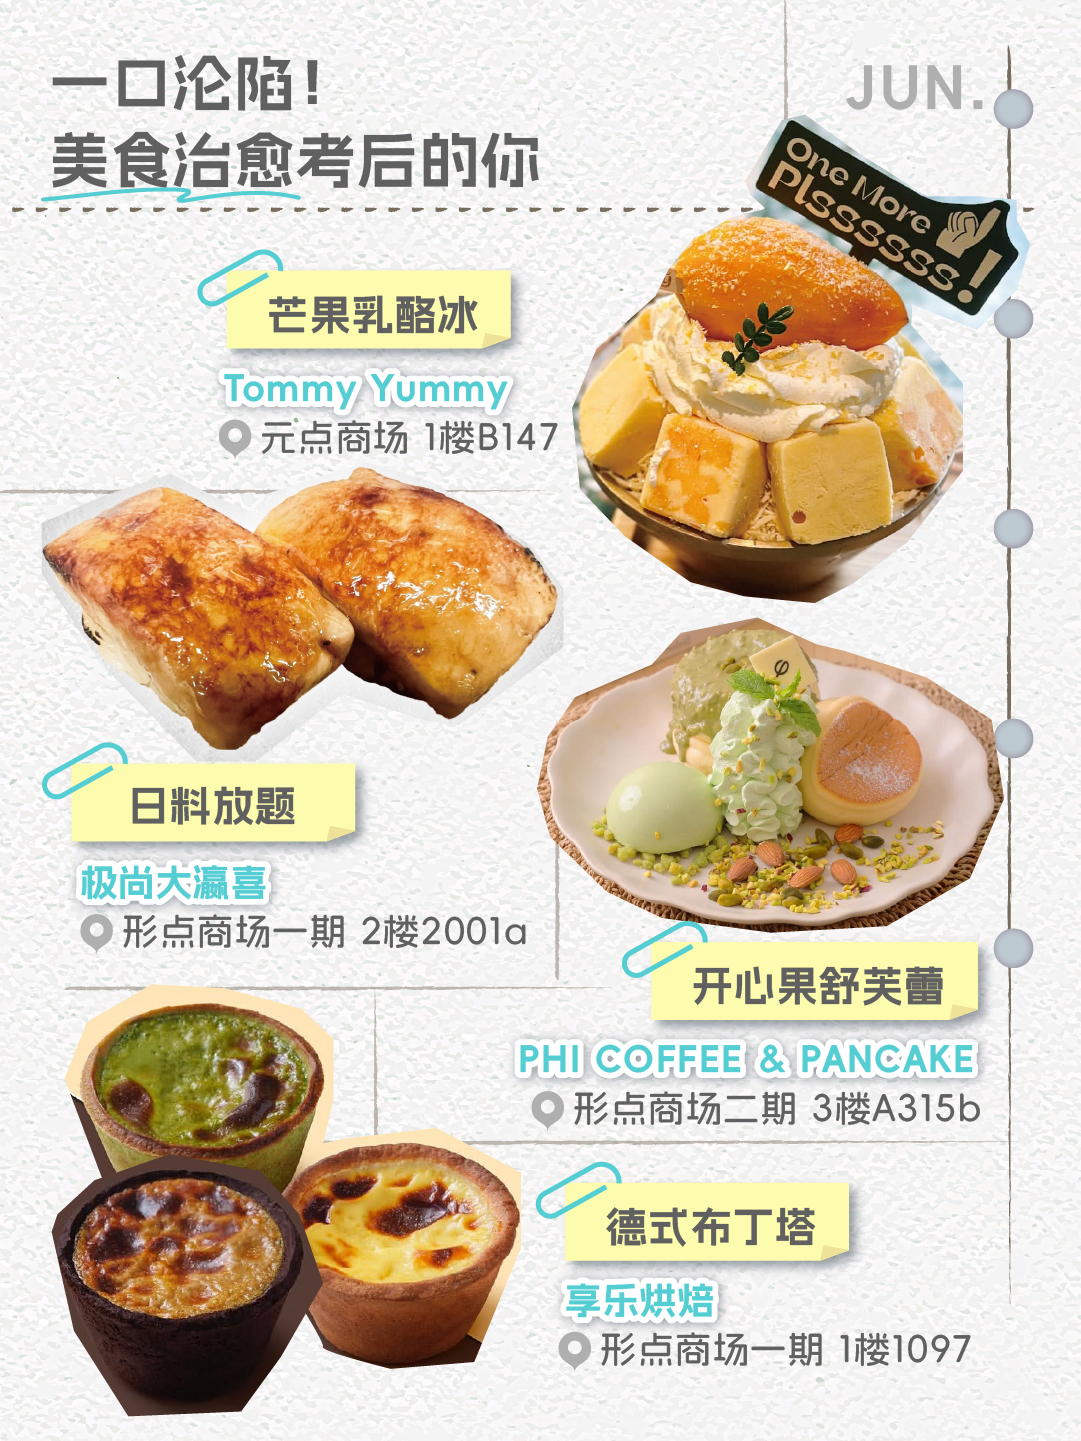 一口沦陷！
美食治愈考后的你
JUN.
One More
Plssssss!
芒果乳酪冰
Tommy Yummy
元点商场 1楼B147
日料放题
极尚大瀛喜
形点商场一期 2楼2001a
φ
开心果舒芙蕾
PHI COFFEE & PANCAKE
形点商场二期 3楼A315b
德式布丁塔
享乐烘焙
形点商场一期 1楼1097